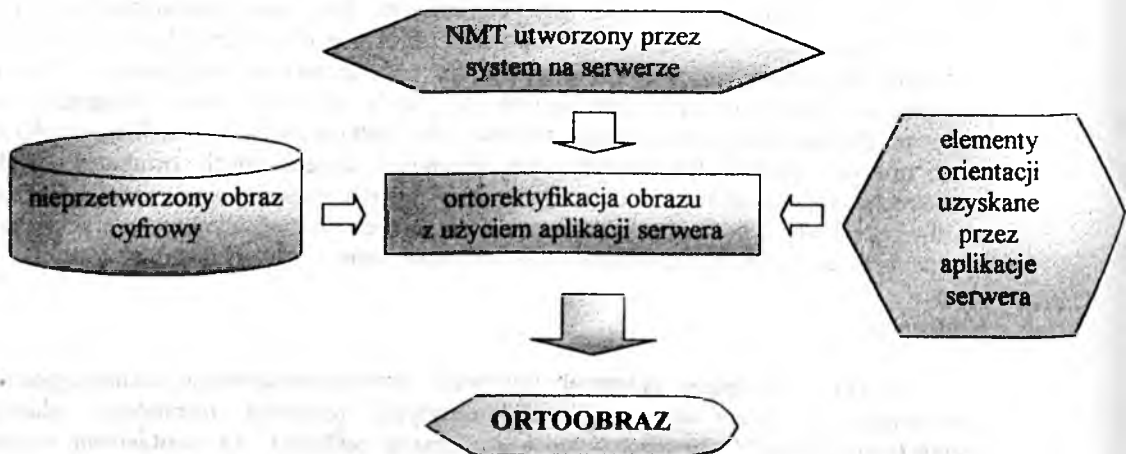 NMT utworzony przez
system na serwerze
nieprzetworzony obraz
cyfrowy
ortórektyfikacja obrazu
z użyciem aplikacji serwera
elementy
orientacji
uzyskane
przez
aplikacje
serwera
ORTOOBRAZ